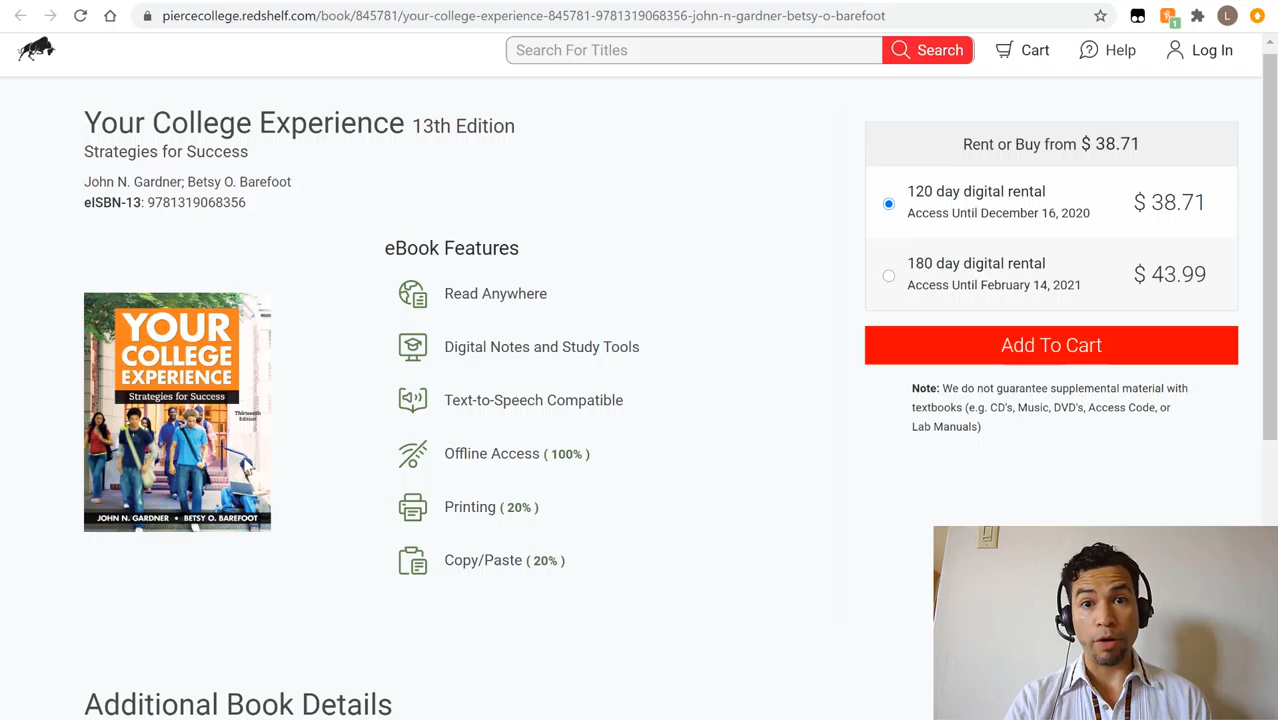 piercecollege.redshelf.com/book/845781/your-college-experience-845781-9781319068356-john-n-gardner-betsy-o-barefoot
1
L
Search For Titles
Search
Cart
Help
Log In
Your College Experience 13th Edition
Strategies for Success
John N. Gardner; Betsy O. Barefoot
eISBN-13: 9781319068356
eBook Features
Read Anywhere
Digital Notes and Study Tools
Text-to-Speech Compatible
Offline Access ( 100% )
Printing ( 20% )
Copy/Paste ( 20% )
YOUR
COLLEGE
EXPERIENCE
Strategies for Success
Thirteenth
Edition
JOHN N. GARDNER • BETSY O. BAREFOOT
Rent or Buy from $ 38.71
120 day digital rental
$ 38.71
Access Until December 16, 2020
180 day digital rental
$ 43.99
Access Until February 14, 2021
Add To Cart
Note: We do not guarantee supplemental material with
textbooks (e.g. CD's, Music, DVD's, Access Code, or
Lab Manuals)
Additional Book Details